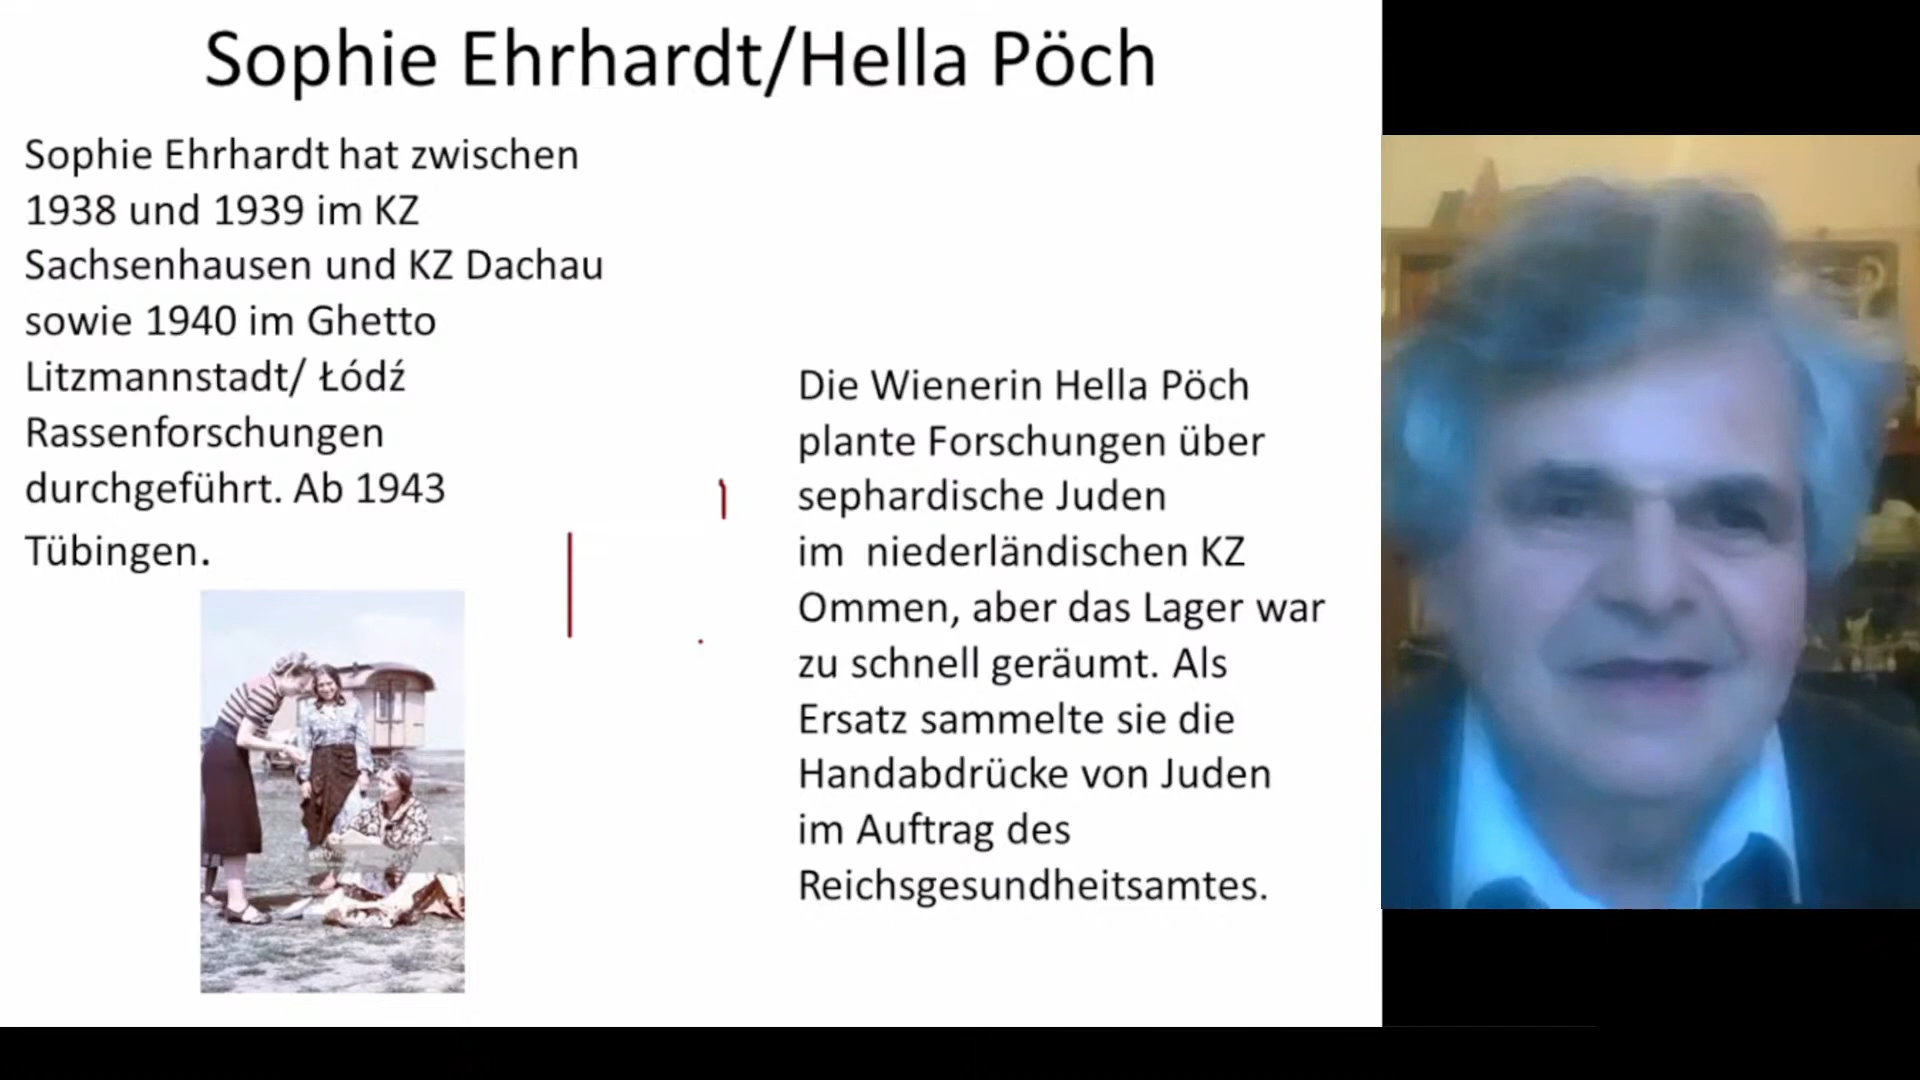 Sophie Ehrhardt/Hella Pöch
Sophie Ehrhardt hat zwischen
1938 und 1939 im KZ
Sachsenhausen und KZ Dachau
sowie 1940 im Ghetto
Litzmannstadt/ Łódź
Rassenforschungen
durchgeführt. Ab 1943
Tübingen.
Die Wienerin Hella Pöch
plante Forschungen über
sephardische Juden
im niederländischen KZ
Ommen, aber das Lager war
zu schnell geräumt. Als
Ersatz sammelte sie die
Handabdrücke von Juden
im Auftrag des
Reichsgesundheitsamtes.